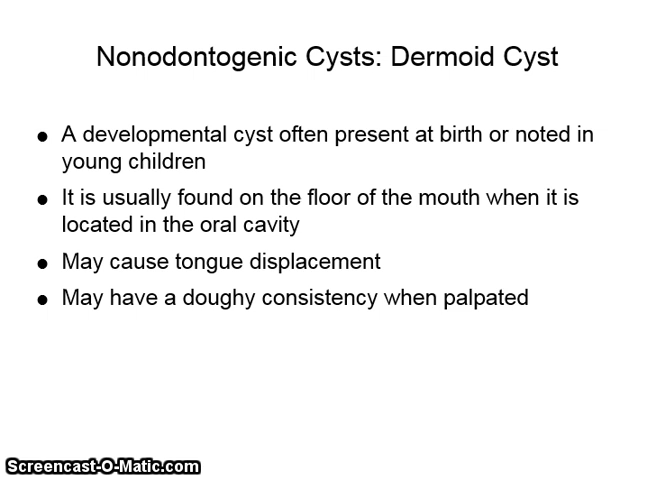 Nonodontogenic Cysts: Dermoid Cyst
● A developmental cyst often present at birth or noted in
young children
● It is usually found on the floor of the mouth when it is
located in the oral cavity
● May cause tongue displacement
● May have a doughy consistency when palpated
Screencast-O-Matic.com